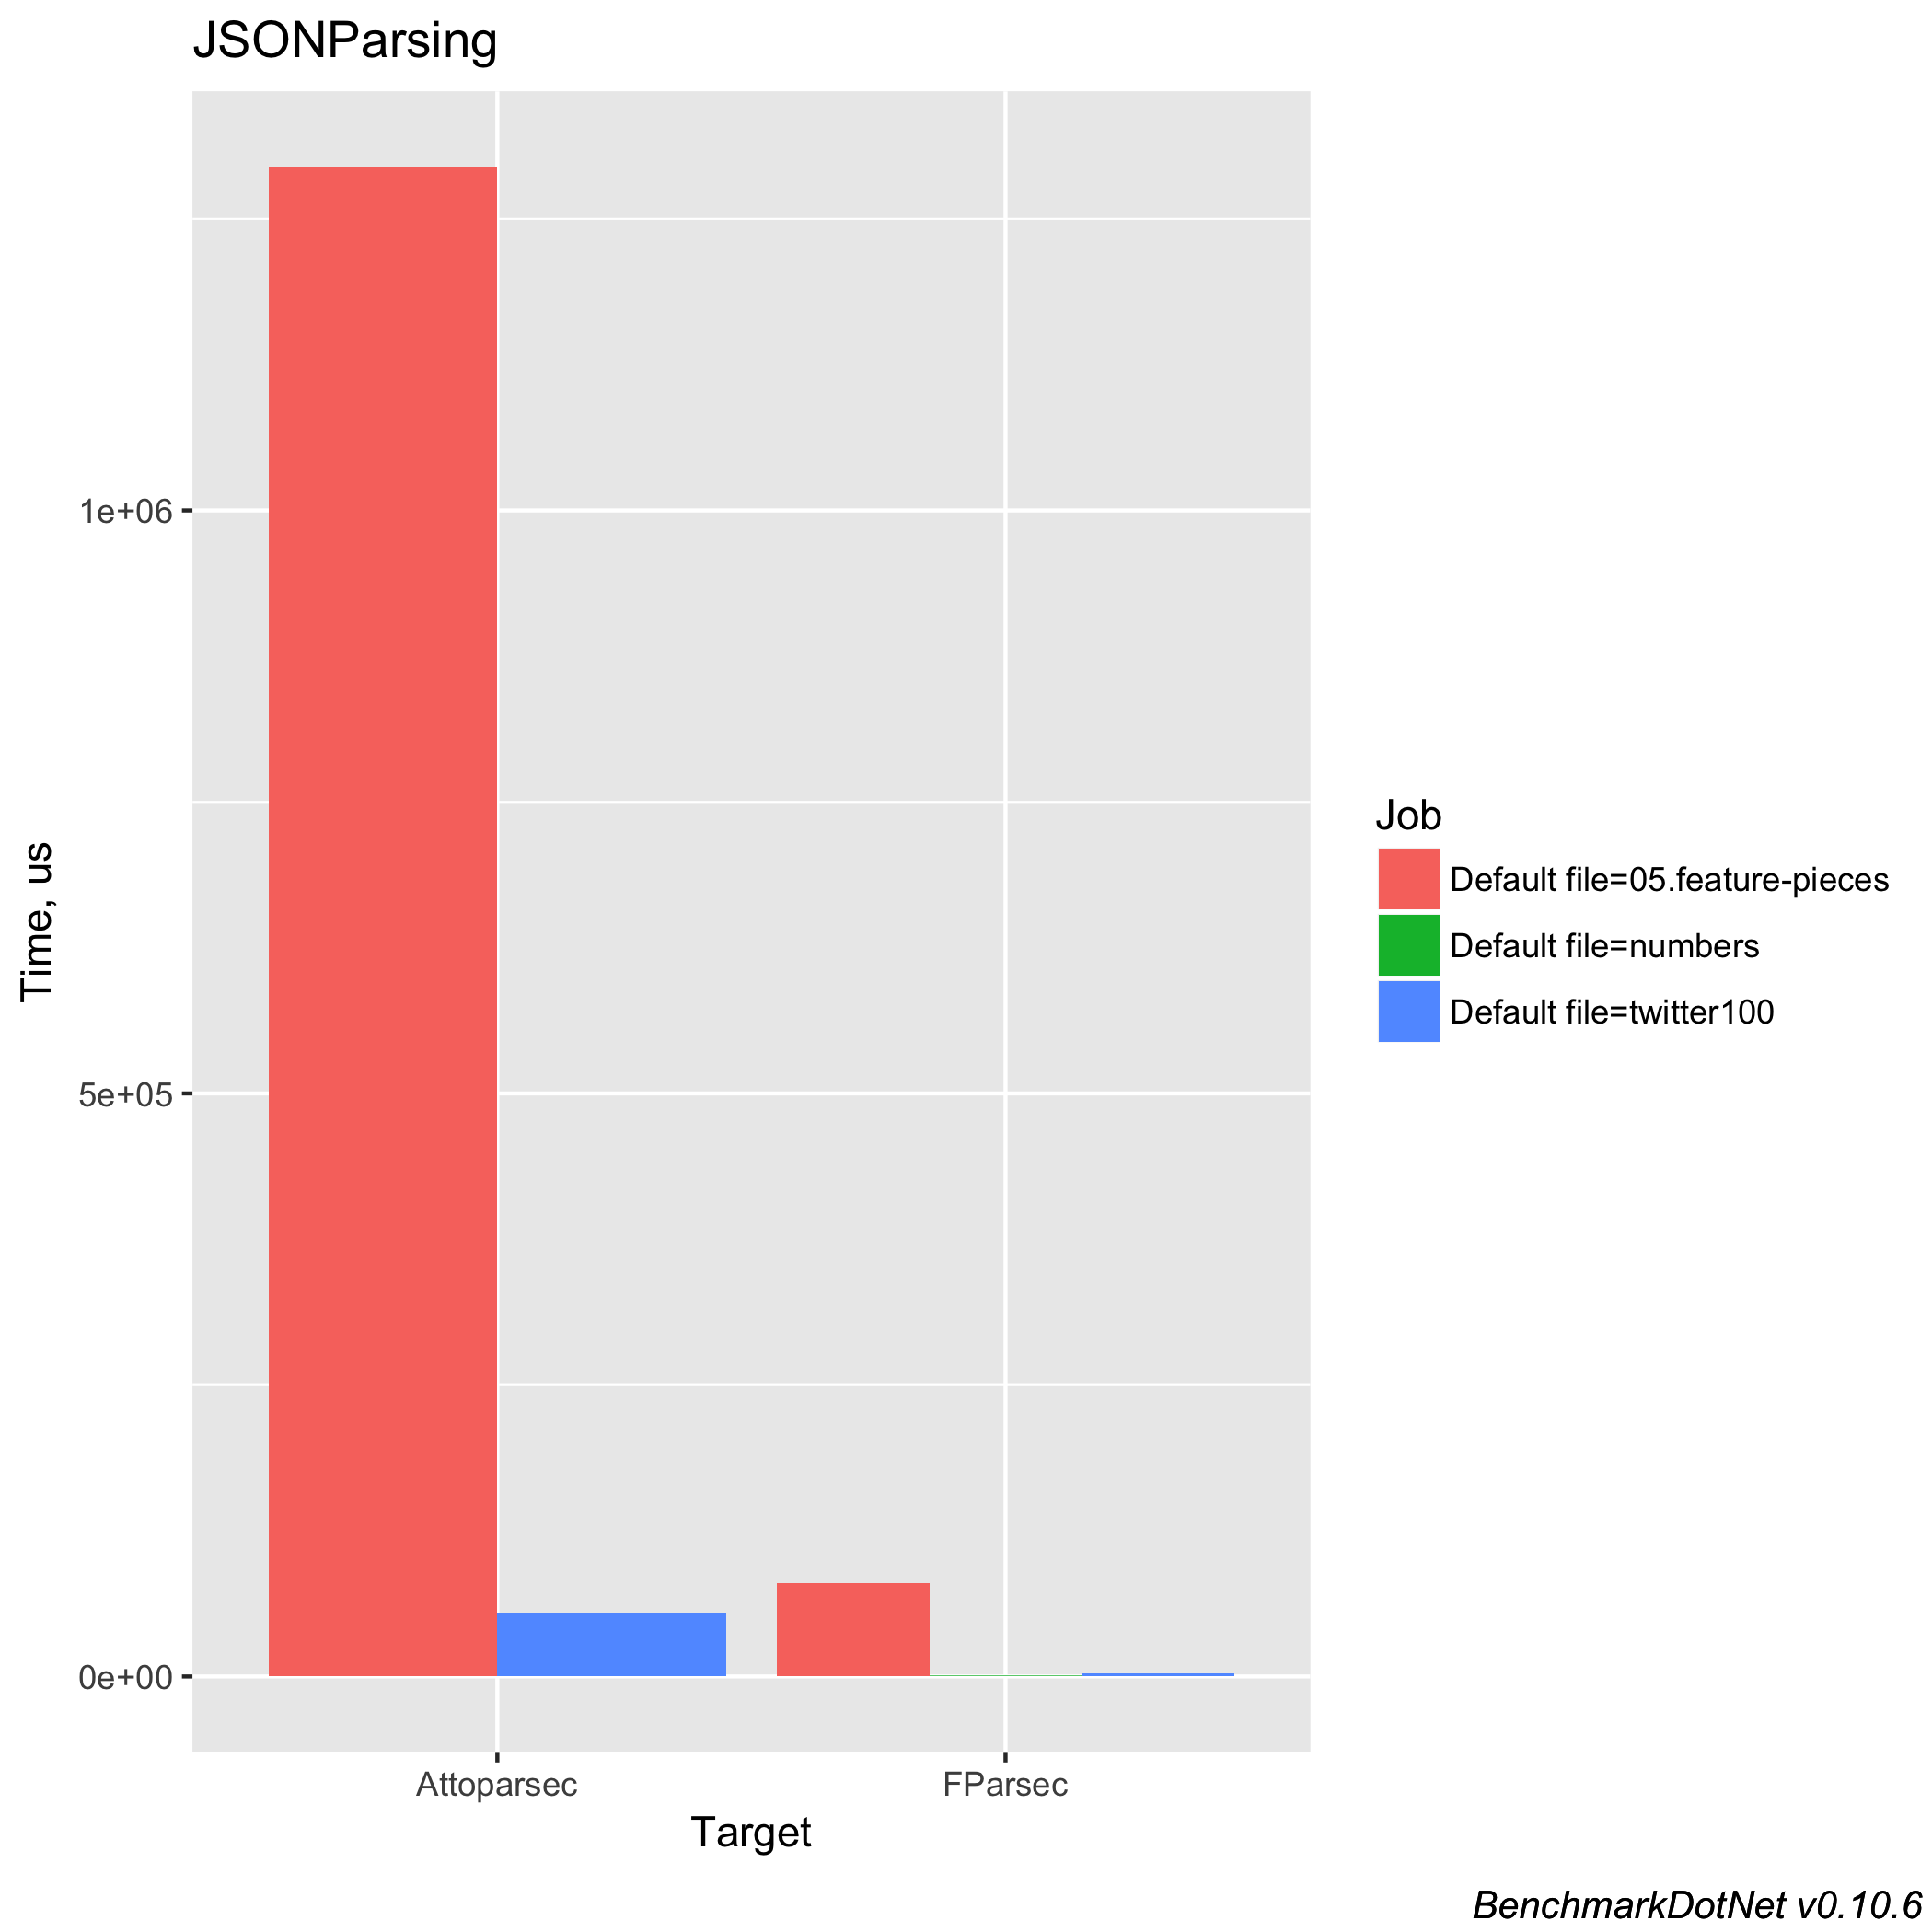 JSONParsing
Time, us
1e+06
5e+05
0e+00
Attoparsec
FParsec
Target
Job
Default file=05.feature-pieces
Default file=numbers
Default file=twitter100
BenchmarkDotNet v0.10.6